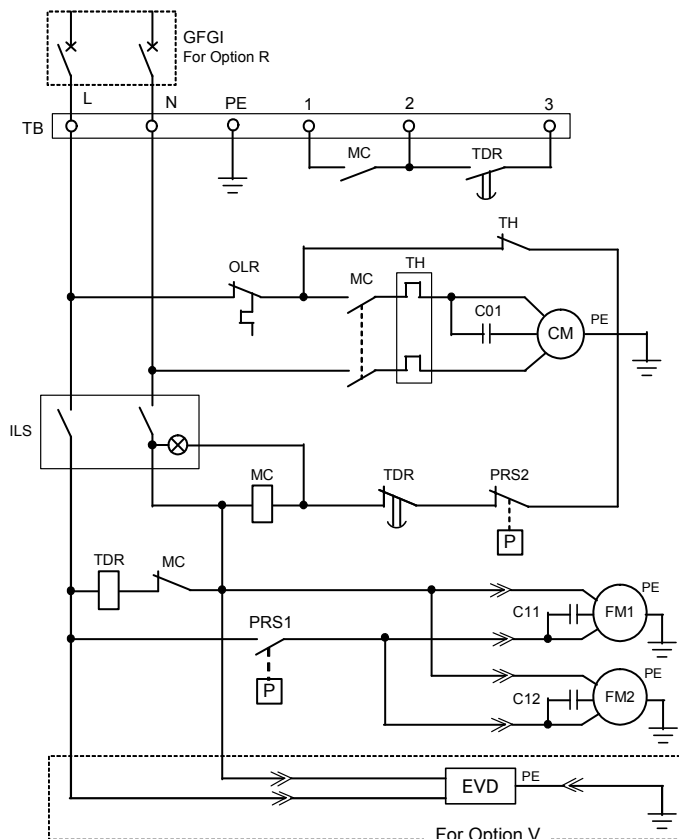 GFGI
For Option R
L N PE 1 2 3
TB
MC TDR
TH
OLR MC TH
C01
CM PE
ILS
MC TDR PRS2
P
TDR MC
PE
C11 FM1
PRS1
P
PE
C12 FM2
EVD PE
For Option V